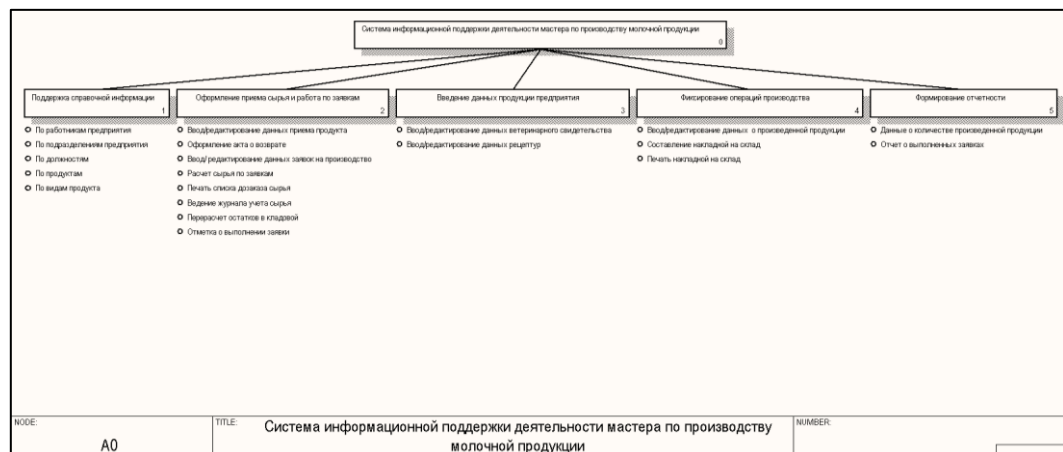 Система информационной поддержки деятельности мастера по производству молочной продукции
0
Поддержка справочной информации
1
По работникам предприятия
По подразделениям предприятия
По должностям
По продуктам
По видам продукта
Оформление приема сырья и работа по заявкам
2
Ввод/редактирование данных приема продукта
Оформление акта о возврате
Ввод/редактирование данных заявок на производство
Расчет сырья по заявкам
Печать списка дозаказа сырья
Ведение журнала учета сырья
Перерасчет остатков в кладовой
Отметка о выполнении заявки
Введение данных продукции предприятия
3
Ввод/редактирование данных ветеринарного свидетельства
Ввод/редактирование данных рецептур
Фиксирование операций производства
4
Ввод/редактирование данных о произведенной продукции
Составление накладной на склад
Печать накладной на склад
Формирование отчетности
5
Данные о количестве произведенной продукции
Отчет о выполненных заявках
NODE:
A0
TITLE:
Система информационной поддержки деятельности мастера по производству
молочной продукции
NUMBER: